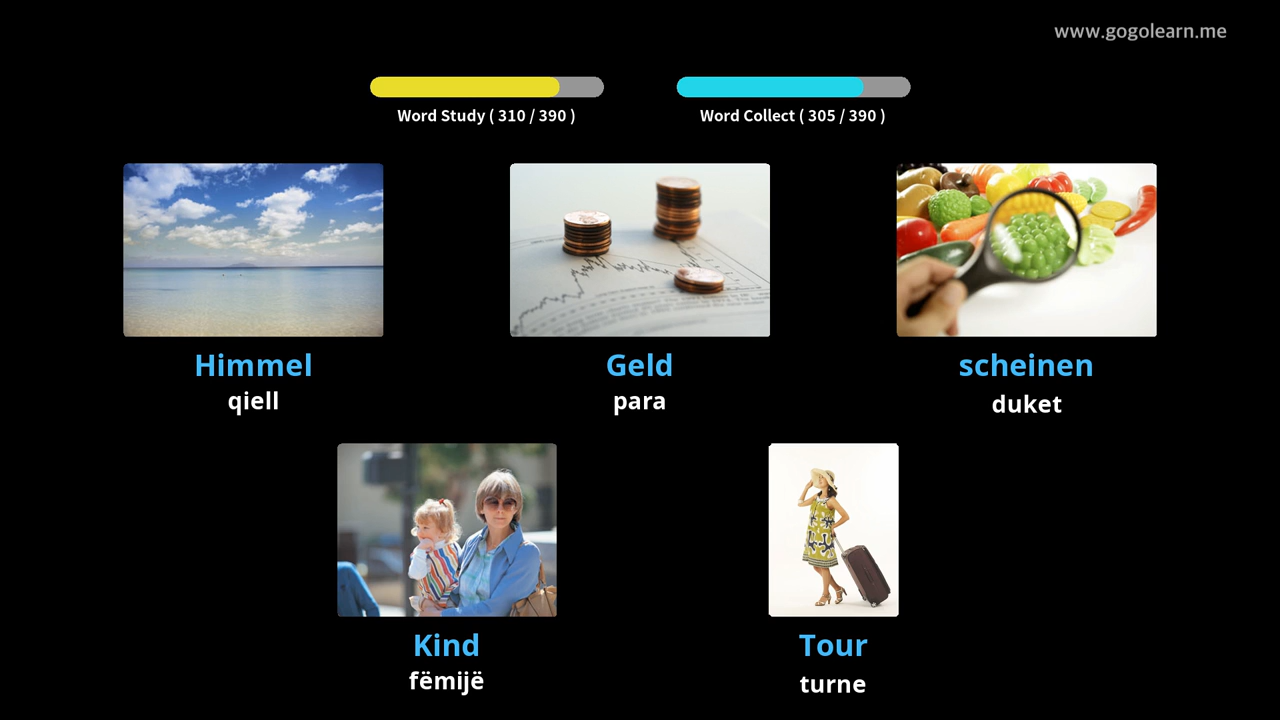 www.gogolearn.me
Word Study ( 310 / 390 )
Word Collect ( 305 / 390 )
Himmel
qiell
Geld
para
scheinen
duket
Kind
fëmijë
Tour
turne